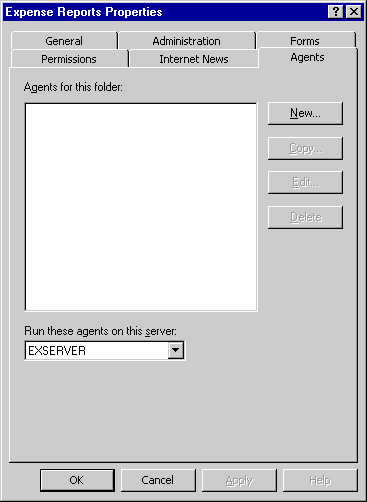 Expense Reports Properties
General Administration Forms
Permissions Internet News Agents
Agents for this folder:
New...
Copy...
Edit...
Delete
Run these agents on this server:
EXSERVER
OK Cancel Apply Help